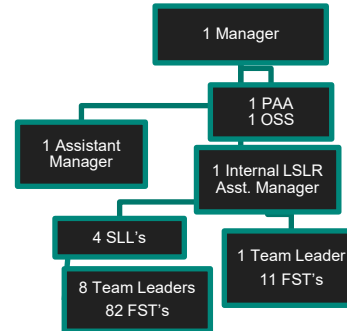 1 Manager
1 PAA
1 OSS
1 Assistant
Manager
1 Internal LSLR
Asst. Manager
4 SLL's
1 Team Leader
11 FST's
8 Team Leaders
82 FST's